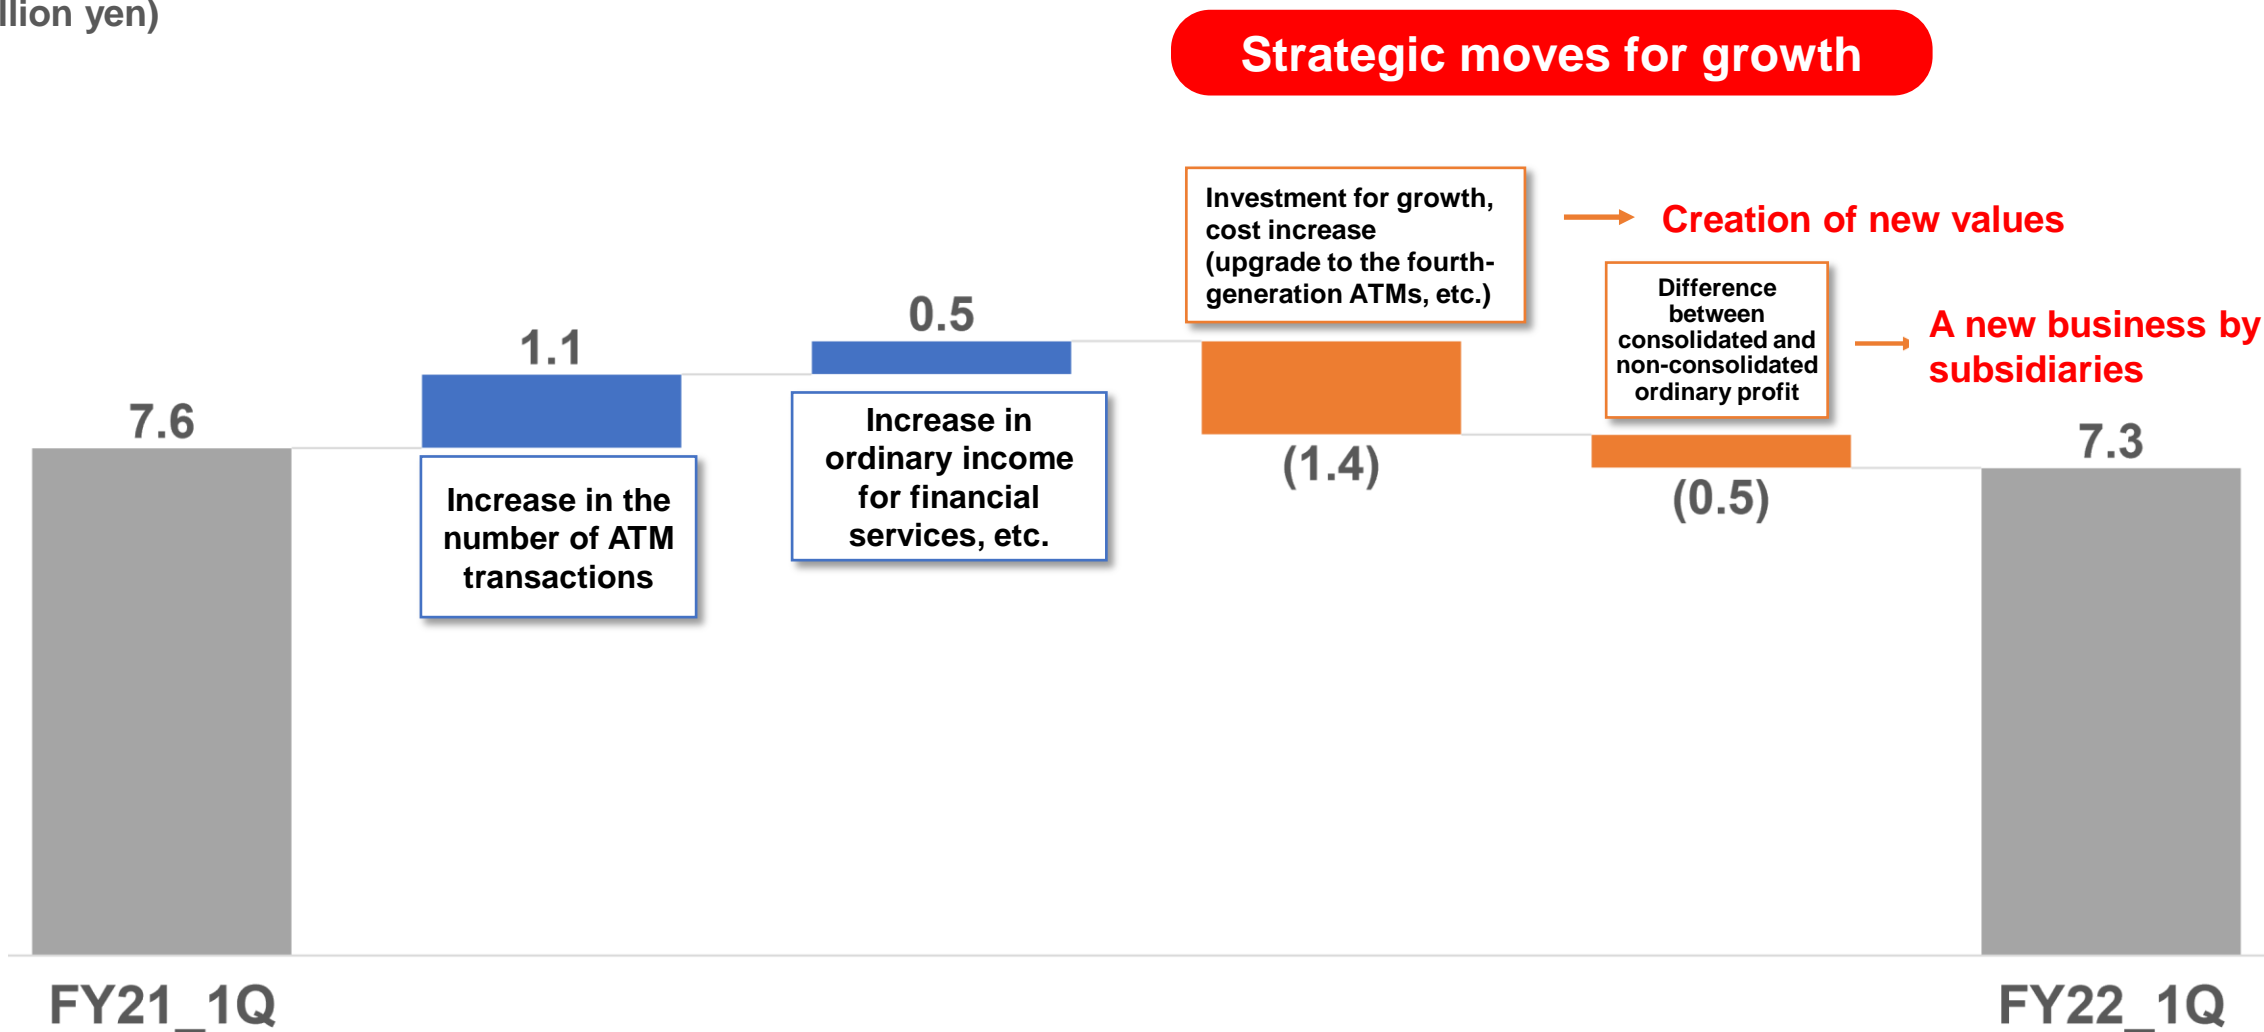 yen)
Strategic moves for growth
Investment for growth,
cost increase
(upgrade to the fourth-
generation ATMs, etc.)
Creation of new values
Difference
between
consolidated and
non-consolidated
ordinary profit
A new business by
subsidiaries
7.6
1.1
0.5
(1.4)
(0.5)
7.3
Increase in the
number of ATM
transactions
Increase in
ordinary income
for financial
services, etc.
FY21_1Q
FY22_1Q